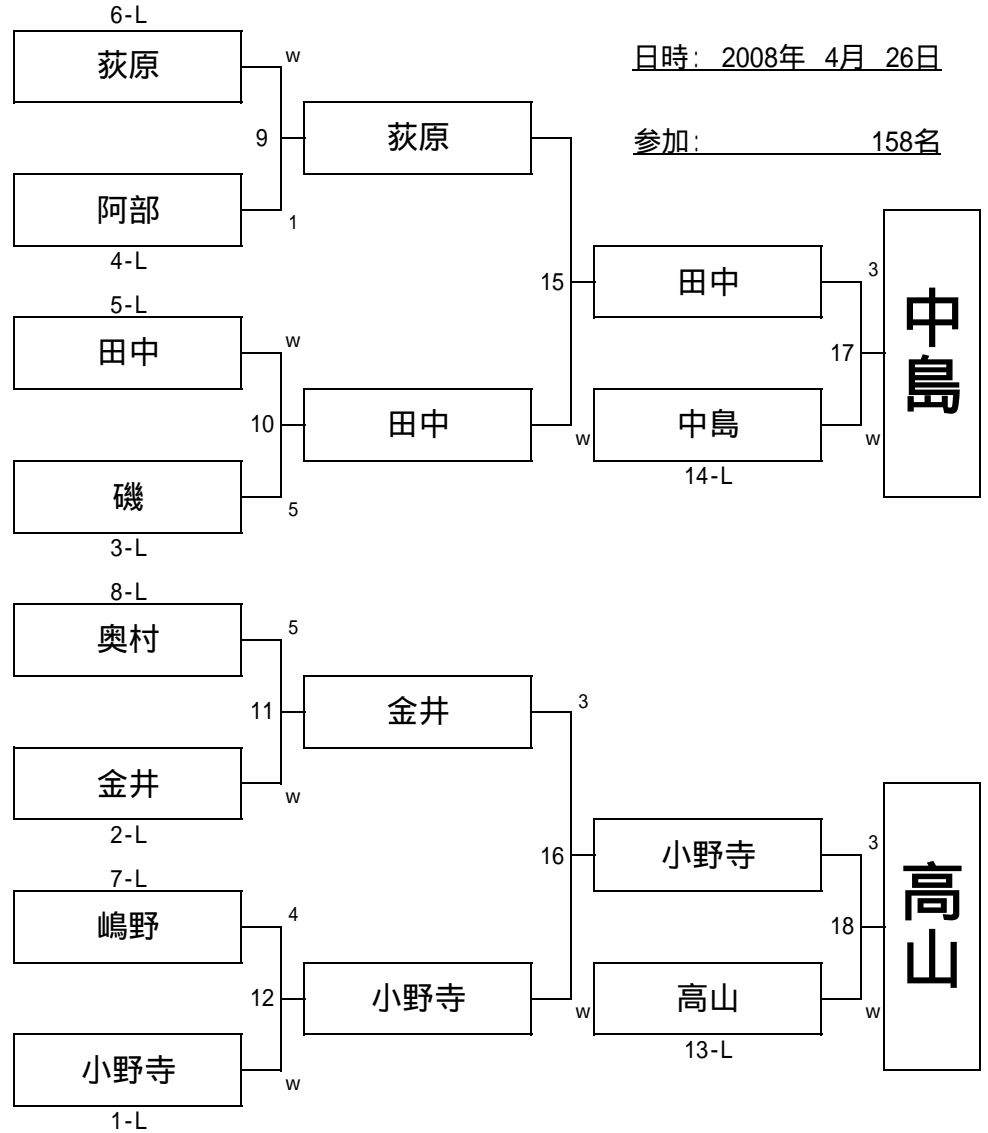 6-L
荻原
w
日時: 2008年 4月 26日
9
荻原
参加: 158名
阿部
1
4-L
5-L
田中
w
15
田中
3
中島
17
10
田中
w
中島
w
14-L
磯
5
3-L
8-L
奥村
5
11
金井
3
金井
w
2-L
7-L
嶋野
4
16
小野寺
3
高山
18
12
小野寺
w
高山
w
13-L
小野寺
w
1-L